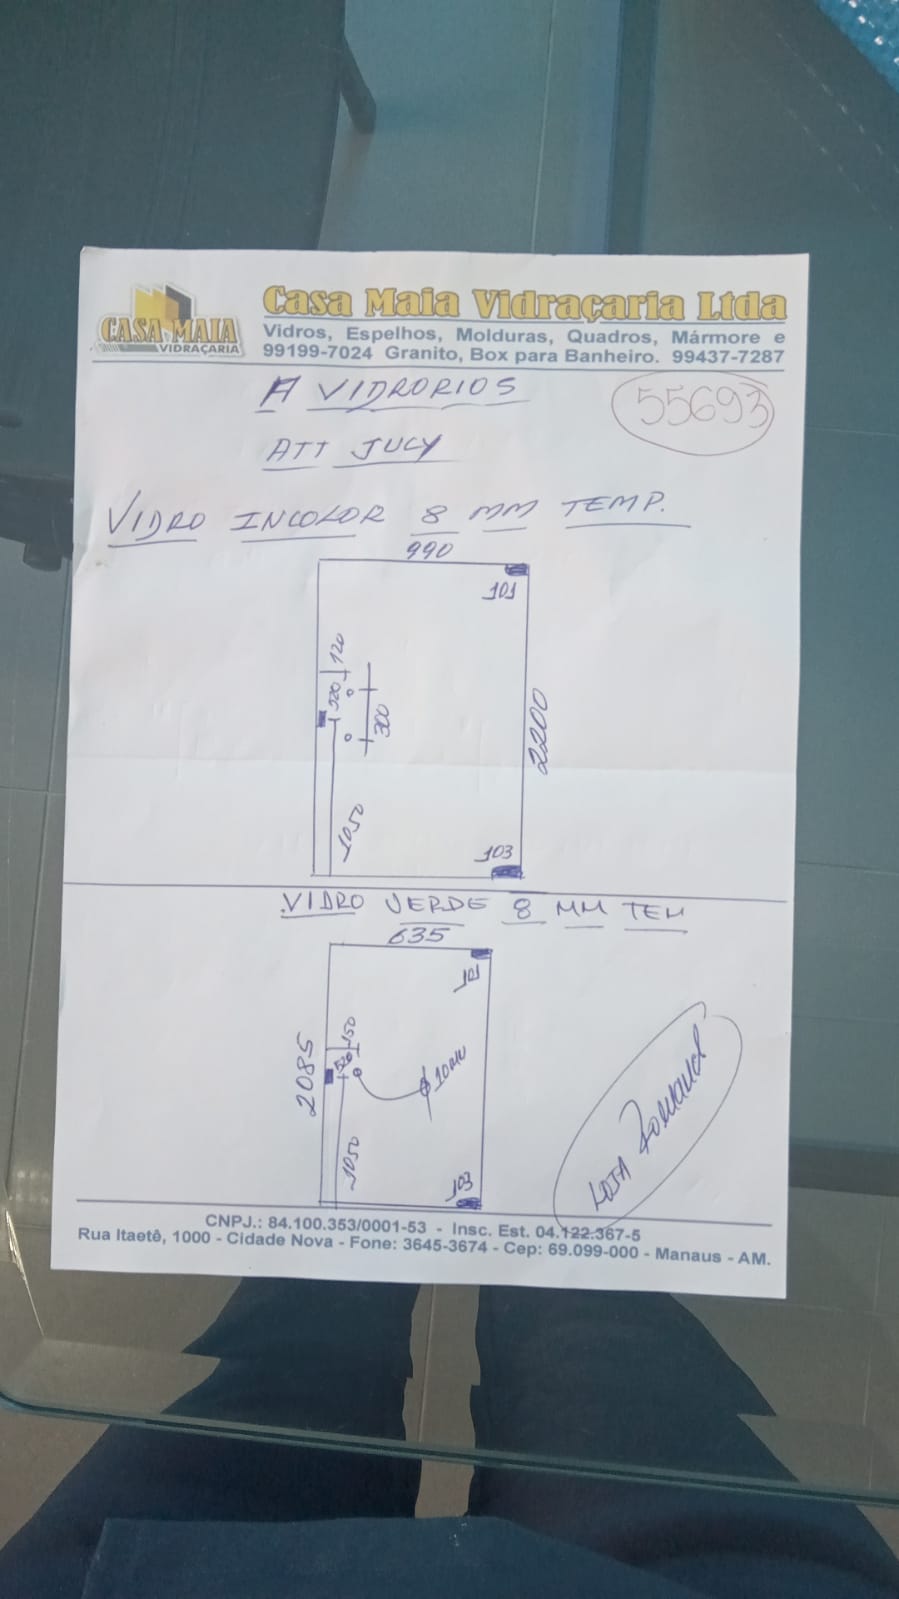 CASA MAIA
VIDRAÇARIA
Casa Maia Vidraçaria Ltda
Vidros, Espelhos, Molduras, Quadros, Mármore e
99199-7024 Granito, Box para Banheiro. 99437-7287
A VIDRORIOS
55693
ATT JUCY
VIDRO INCOLOR 8 MM TEMP.
990
101
120
520
300
2200
1050
103
VIDRO VERDE 8 MM TEM
635
101
150
520
10MM
2085
1050
103
LOJA
CNPJ.: 84.100.353/0001-53 - Insc. Est. 04.122.367-5
Rua Itaetê, 1000 - Cidade Nova - Fone: 3645-3674 - Cep: 69.099-000 - Manaus - AM.